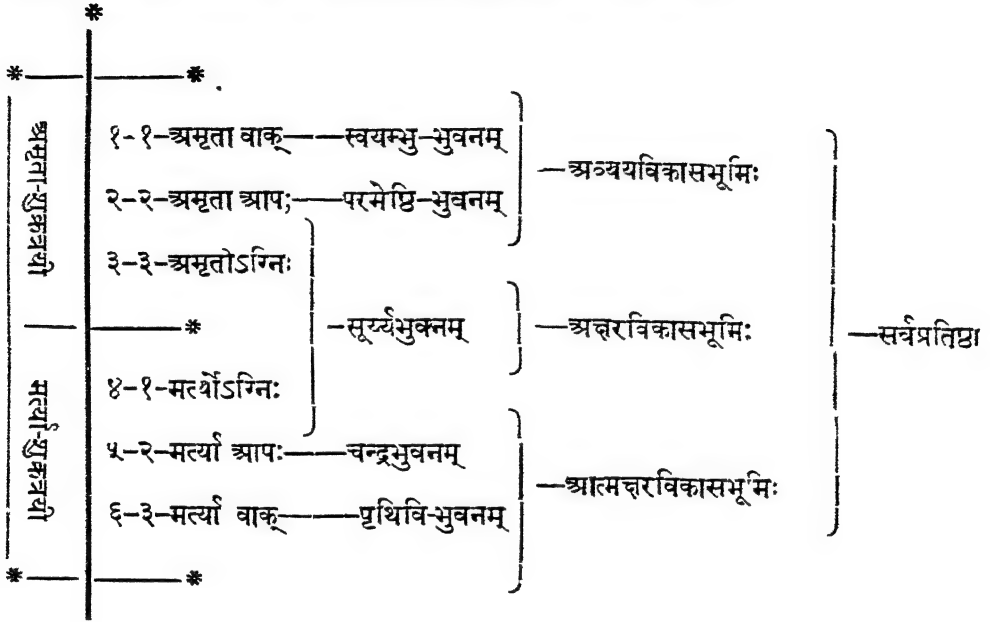 *
*——*
अमृता-शुक्रत्रयी
१-१-अमृता वाक्——स्वयम्भु-भुवनम्
२-२-अमृता आपः——परमेष्ठि-भुवनम्
—अव्ययविकासभूमिः
३-३-अमृतोऽग्निः
*
-सूर्य्यभुवनम्
—अक्षरविकासभूमिः
—सर्वप्रतिष्ठा
मर्त्या-शुक्रत्रयी
४-१-मर्त्योऽग्निः
५-२-मर्त्या आपः——चन्द्रभुवनम्
—आत्मक्षरविकासभूमिः
६-३-मर्त्या वाक्——पृथिवि-भुवनम्
*——*